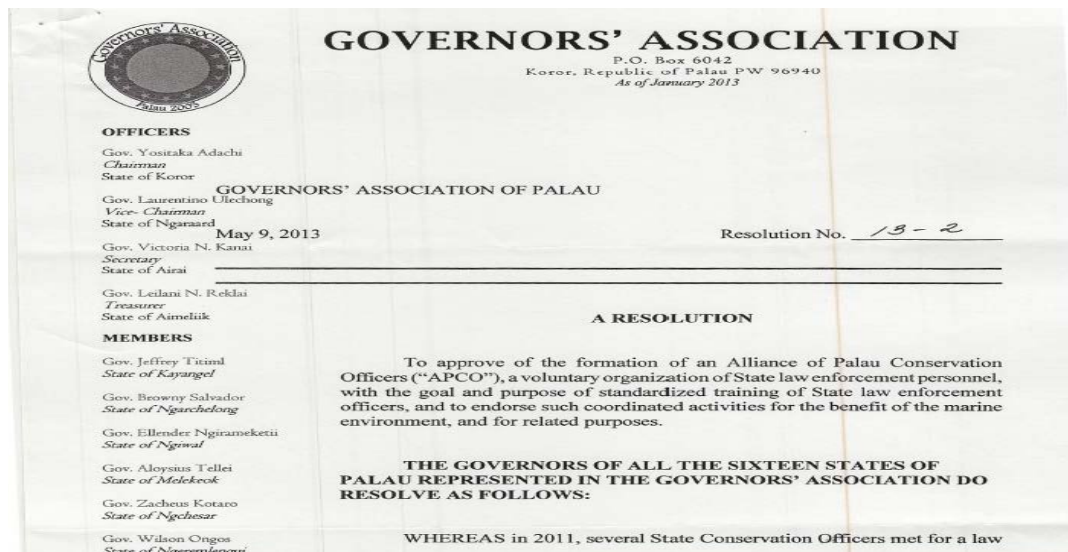 Governors' Association
Palau 2005
GOVERNORS' ASSOCIATION
P.O. Box 6042
Koror, Republic of Palau PW 96940
As of January 2013
OFFICERS
Gov. Yositaka Adachi
Chairman
State of Koror
Gov. Laurentino Ulechong
Vice- Chairman
State of Ngaraard
Gov. Victoria N. Kanai
Secretary
State of Airai
Gov. Leilani N. Reklai
Treasurer
State of Aimeliik
MEMBERS
Gov. Jeffrey Titiml
State of Kayangel
Gov. Browny Salvador
State of Ngarchelong
Gov. Ellender Ngirameketii
State of Ngiwal
Gov. Aloysius Tellei
State of Melekeok
Gov. Zacheus Kotaro
State of Ngchesar
Gov. Wilson Ongos
State of Ngeremlengui
GOVERNORS' ASSOCIATION OF PALAU
May 9, 2013 Resolution No. 13-2
A RESOLUTION
To approve of the formation of an Alliance of Palau Conservation
Officers ("APCO"), a voluntary organization of State law enforcement personnel,
with the goal and purpose of standardized training of State law enforcement
officers, and to endorse such coordinated activities for the benefit of the marine
environment, and for related purposes.
THE GOVERNORS OF ALL THE SIXTEEN STATES OF
PALAU REPRESENTED IN THE GOVERNORS' ASSOCIATION DO
RESOLVE AS FOLLOWS:
WHEREAS in 2011, several State Conservation Officers met for a law